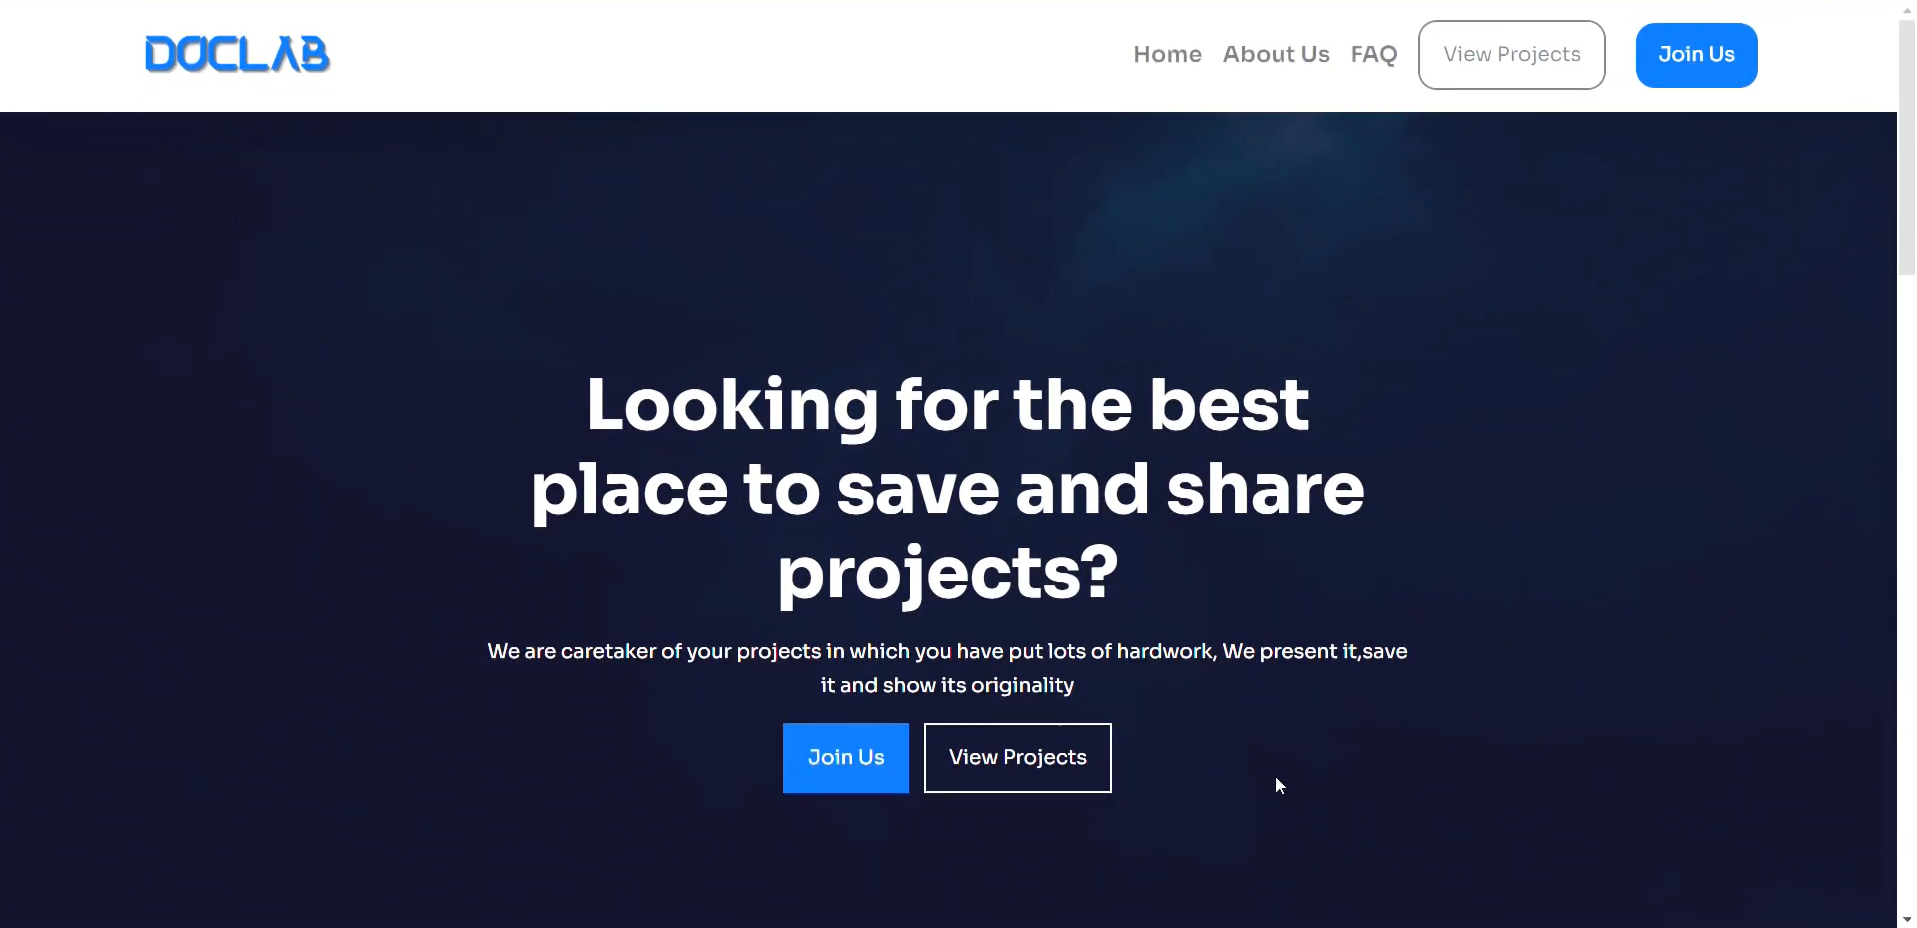 DOCLAB
Home About Us FAQ View Projects Join Us
Looking for the best
place to save and share
projects?
We are caretaker of your projects in which you have put lots of hardwork, We present it,save
it and show its originality
Join Us View Projects